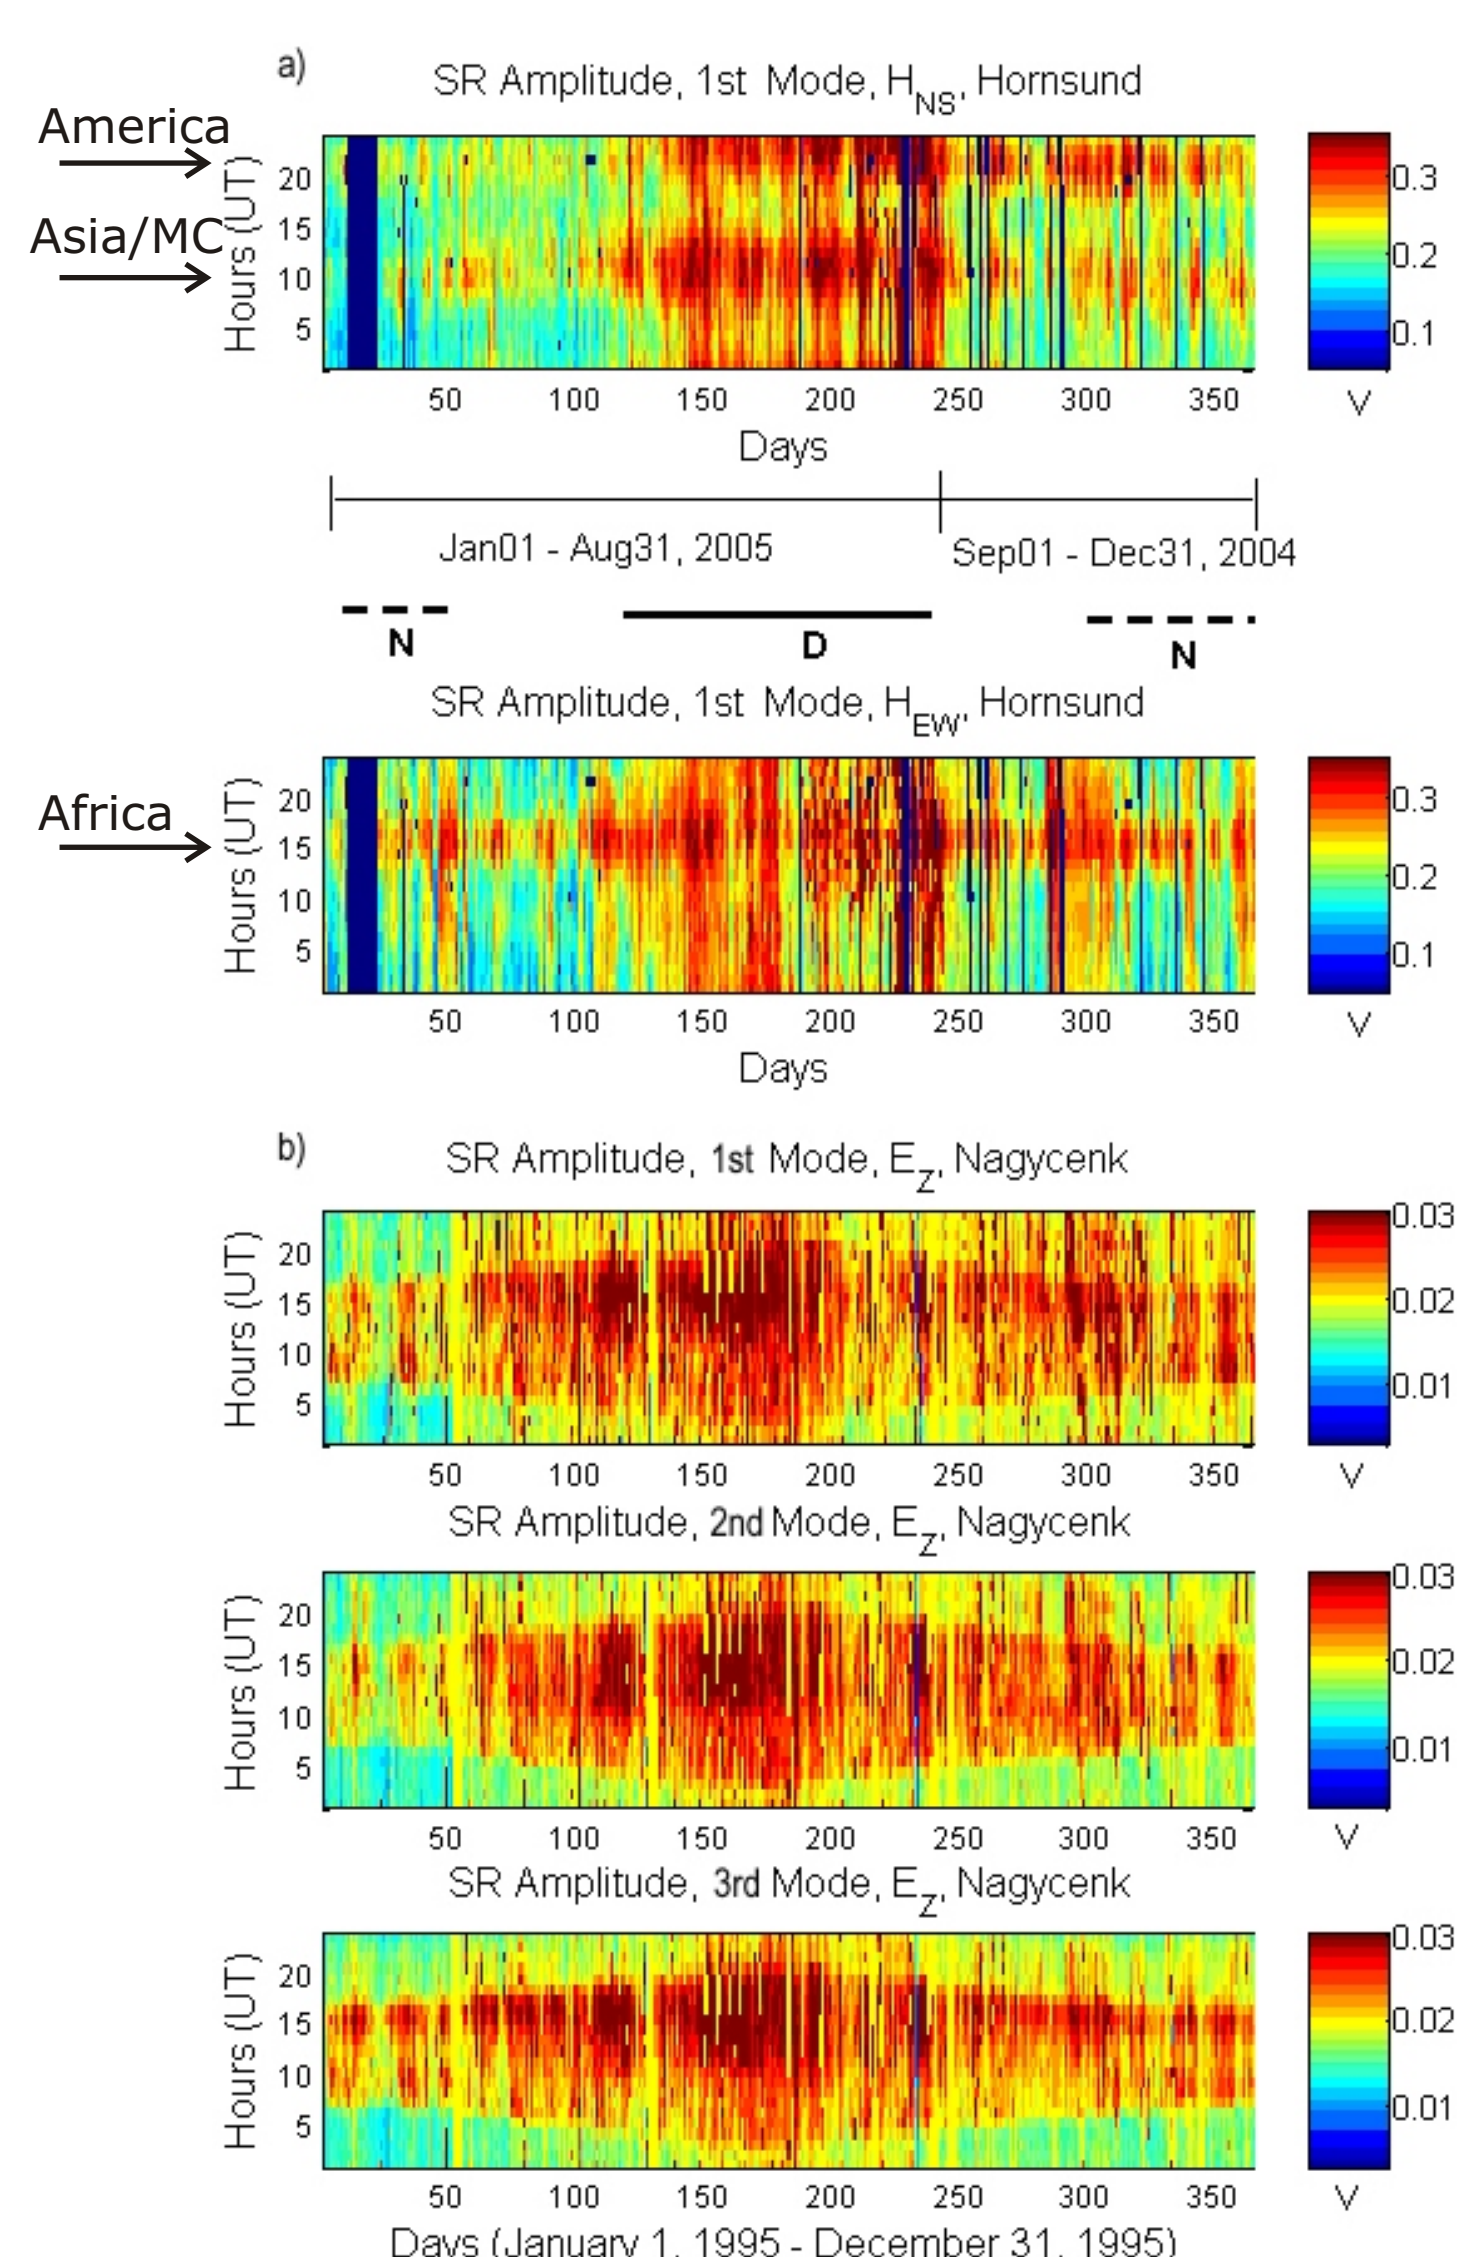 a)
SR Amplitude, 1st Mode, H_NS, Hornsund
America
Asia/MC
Hours (UT)
20
15
10
5
50 100 150 200 250 300 350
Days
0.3
0.2
0.1
V
Jan01 - Aug31, 2005
Sep01 - Dec31, 2004
N
D
N
SR Amplitude, 1st Mode, H_EW, Hornsund
Africa
Hours (UT)
20
15
10
5
50 100 150 200 250 300 350
Days
0.3
0.2
0.1
V
b)
SR Amplitude, 1st Mode, E_Z, Nagycenk
Hours (UT)
20
15
10
5
50 100 150 200 250 300 350
0.03
0.02
0.01
V
SR Amplitude, 2nd Mode, E_Z, Nagycenk
Hours (UT)
20
15
10
5
50 100 150 200 250 300 350
0.03
0.02
0.01
V
SR Amplitude, 3rd Mode, E_Z, Nagycenk
Hours (UT)
20
15
10
5
50 100 150 200 250 300 350
0.03
0.02
0.01
V
Days (January 1, 1995 - December 31, 1995)